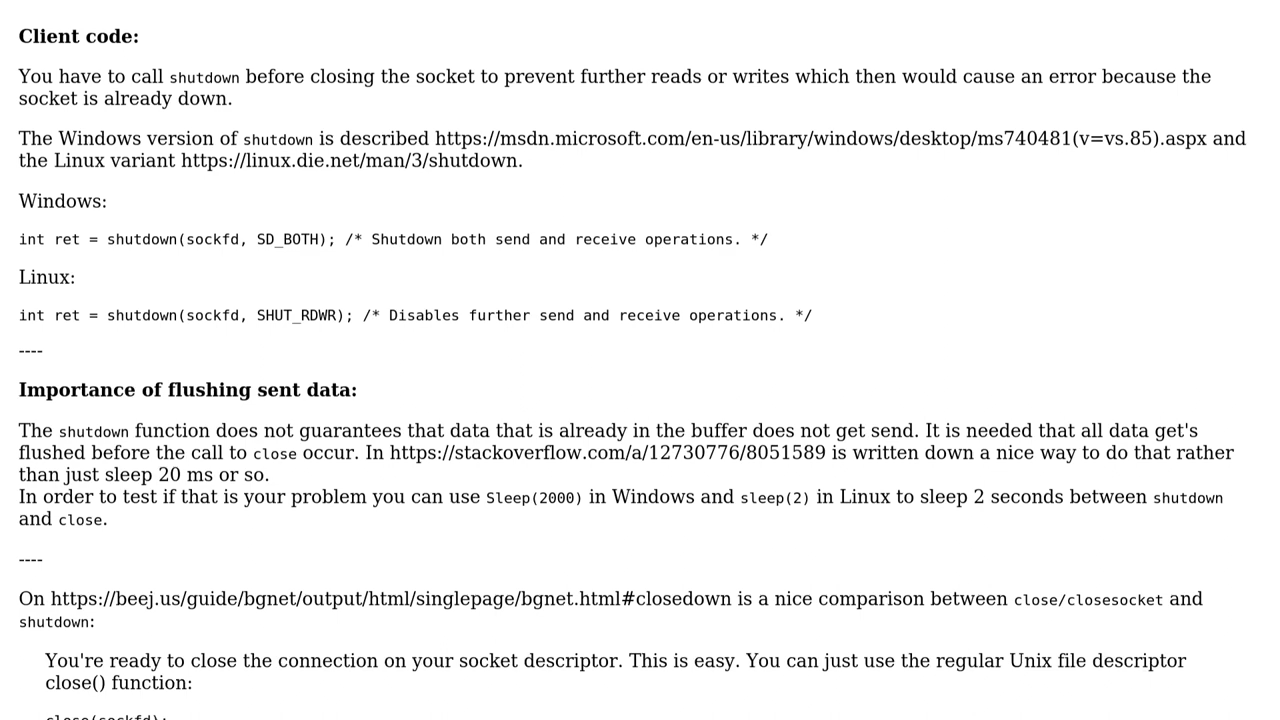 Client code:
You have to call shutdown before closing the socket to prevent further reads or writes which then would cause an error because the
socket is already down.
The Windows version of shutdown is described https://msdn.microsoft.com/en-us/library/windows/desktop/ms740481(v=vs.85).aspx and
the Linux variant https://linux.die.net/man/3/shutdown.
Windows:
int ret = shutdown(sockfd, SD_BOTH); /* Shutdown both send and receive operations. */
Linux:
int ret = shutdown(sockfd, SHUT_RDWR); /* Disables further send and receive operations. */
----
Importance of flushing sent data:
The shutdown function does not guarantees that data that is already in the buffer does not get send. It is needed that all data get's
flushed before the call to close occur. In https://stackoverflow.com/a/12730776/8051589 is written down a nice way to do that rather
than just sleep 20 ms or so.
In order to test if that is your problem you can use Sleep(2000) in Windows and sleep(2) in Linux to sleep 2 seconds between shutdown
and close.
----
On https://beej.us/guide/bgnet/output/html/singlepage/bgnet.html#closedown is a nice comparison between close/closesocket and
shutdown:
You're ready to close the connection on your socket descriptor. This is easy. You can just use the regular Unix file descriptor
close() function:
close(sockfd);